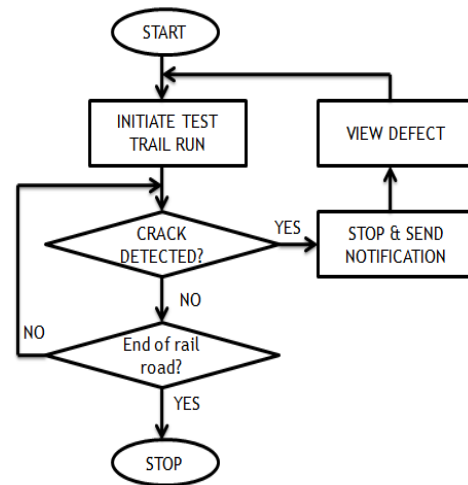 START
INITIATE TEST
TRAIL RUN
VIEW DEFECT
CRACK
DETECTED?
YES
STOP & SEND
NOTIFICATION
NO
NO
End of rail
road?
YES
STOP